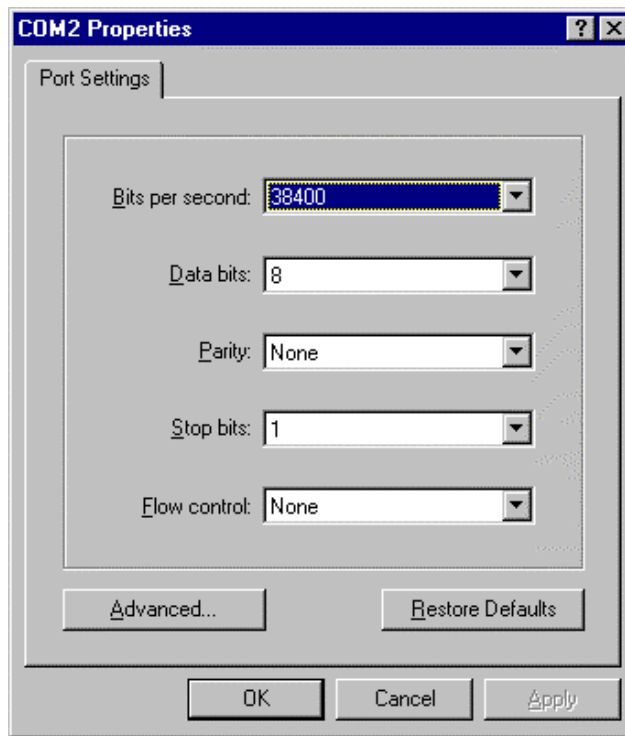 COM2 Properties
Port Settings
Bits per second: 38400
Data bits: 8
Parity: None
Stop bits: 1
Flow control: None
Advanced... Restore Defaults
OK Cancel Apply